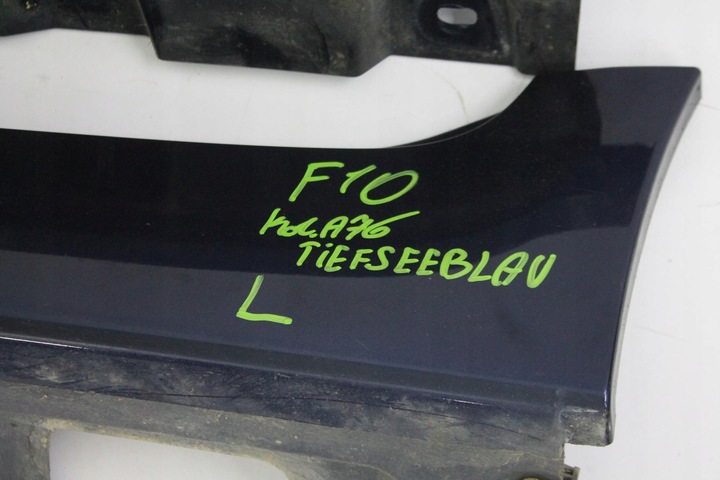 F10
Kol. A76
TiEFSEEBLAU
L